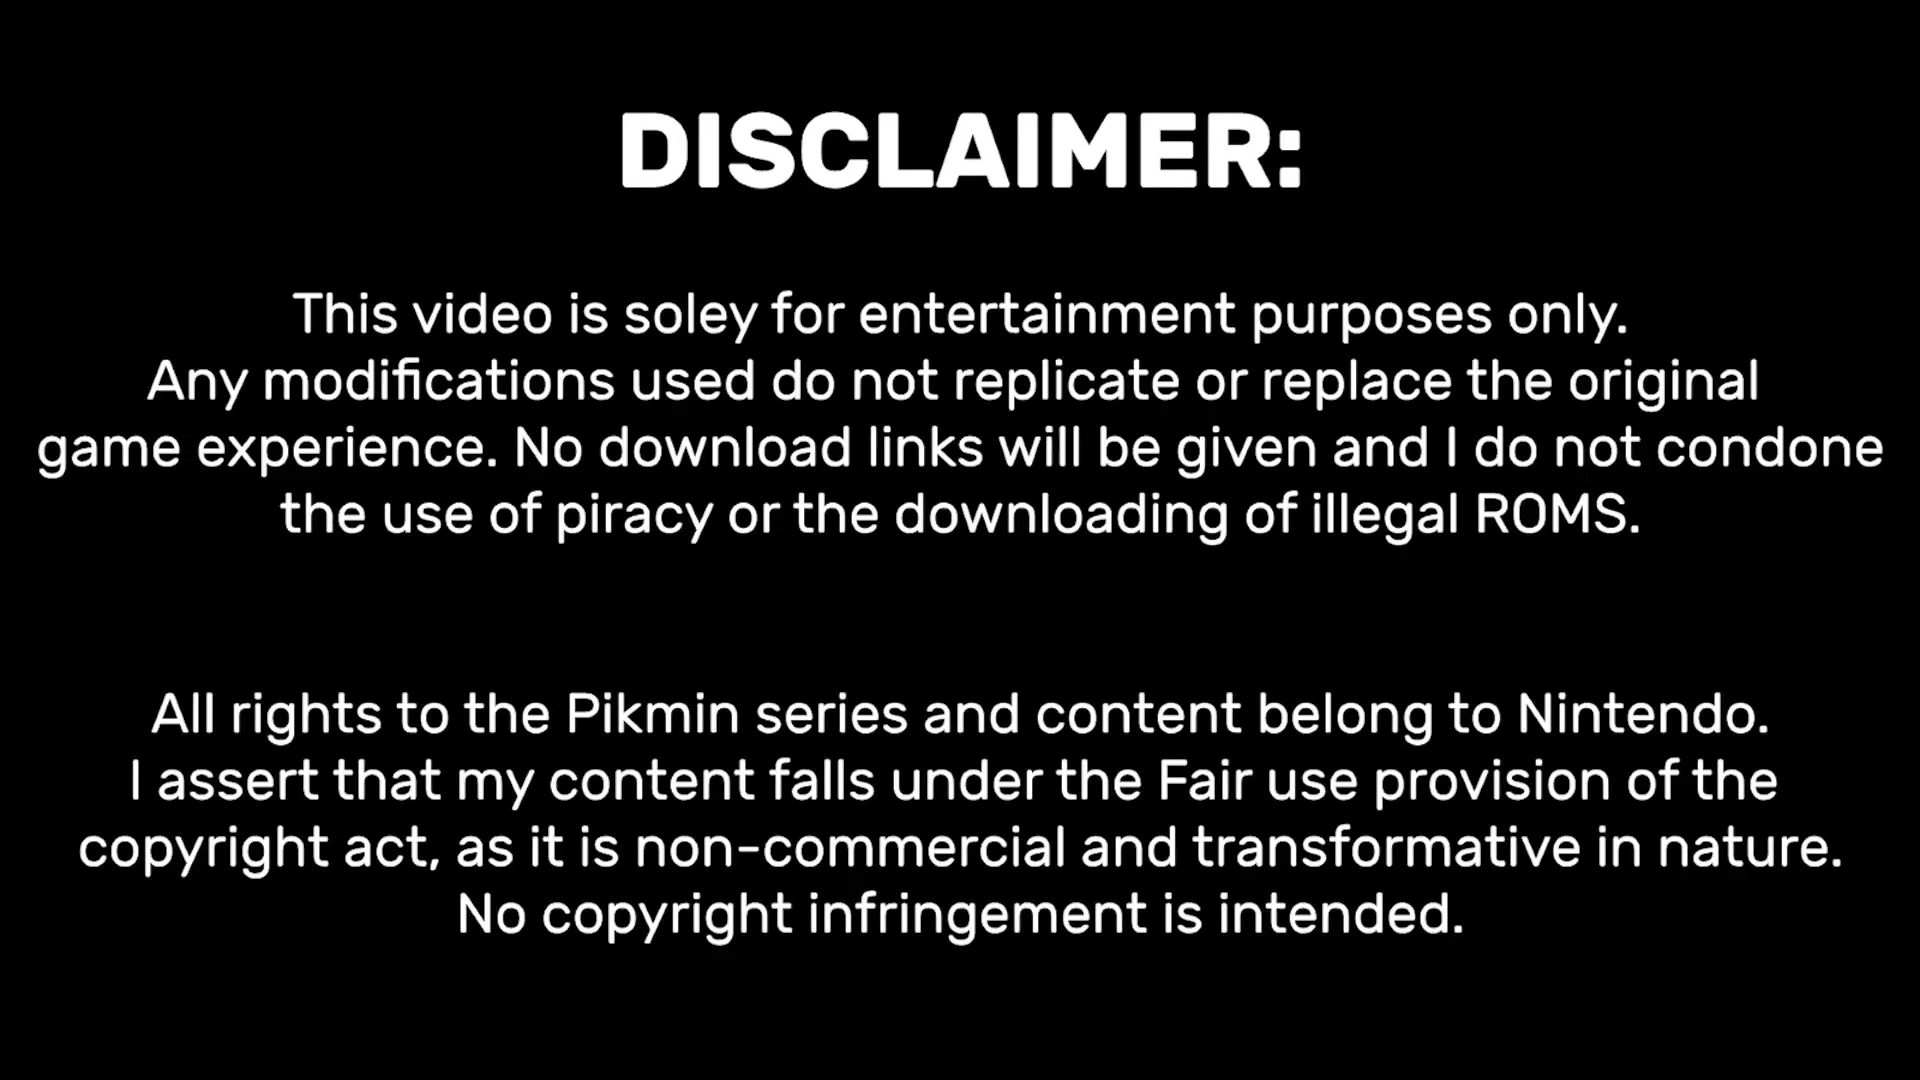 DISCLAIMER:
This video is soley for entertainment purposes only.
Any modifications used do not replicate or replace the original
game experience. No download links will be given and I do not condone
the use of piracy or the downloading of illegal ROMS.
All rights to the Pikmin series and content belong to Nintendo.
I assert that my content falls under the Fair use provision of the
copyright act, as it is non-commercial and transformative in nature.
No copyright infringement is intended.